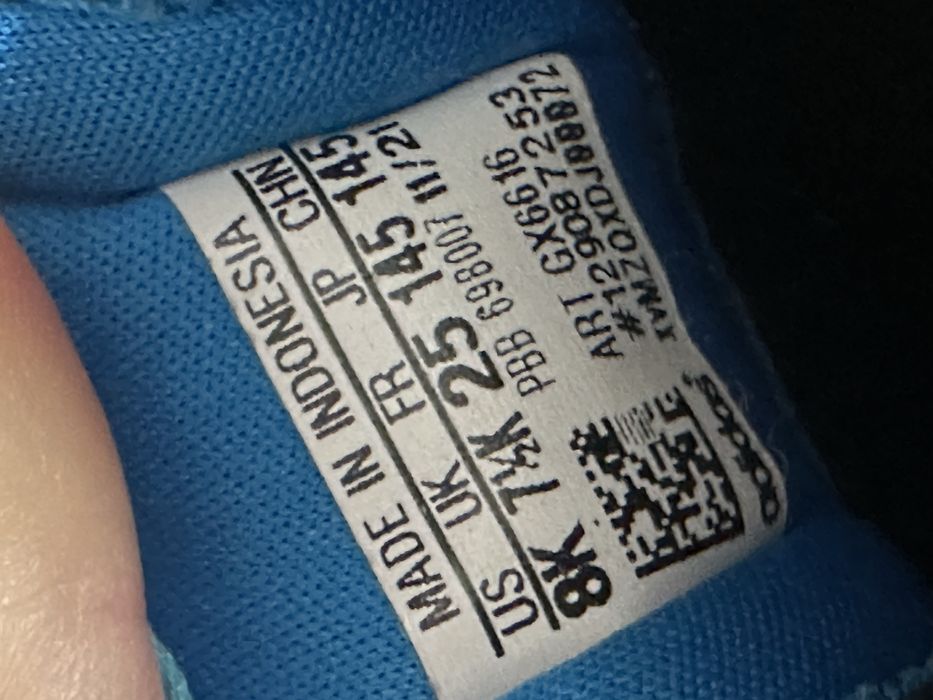 MADE IN INDONESIA
US UK FR JP CHN
8K 7½K 25 145 145
PBB 698007 11/21
ART GX6616
#129087253
adidas